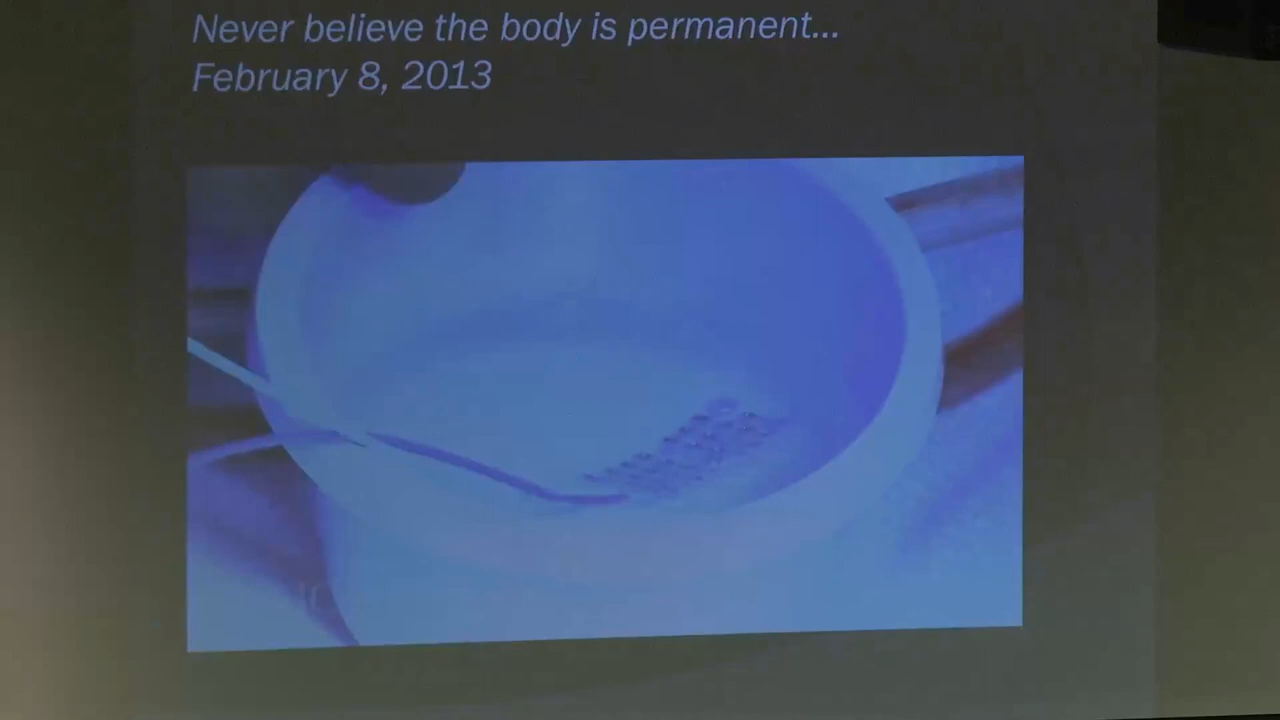 Never believe the body is permanent...
February 8, 2013